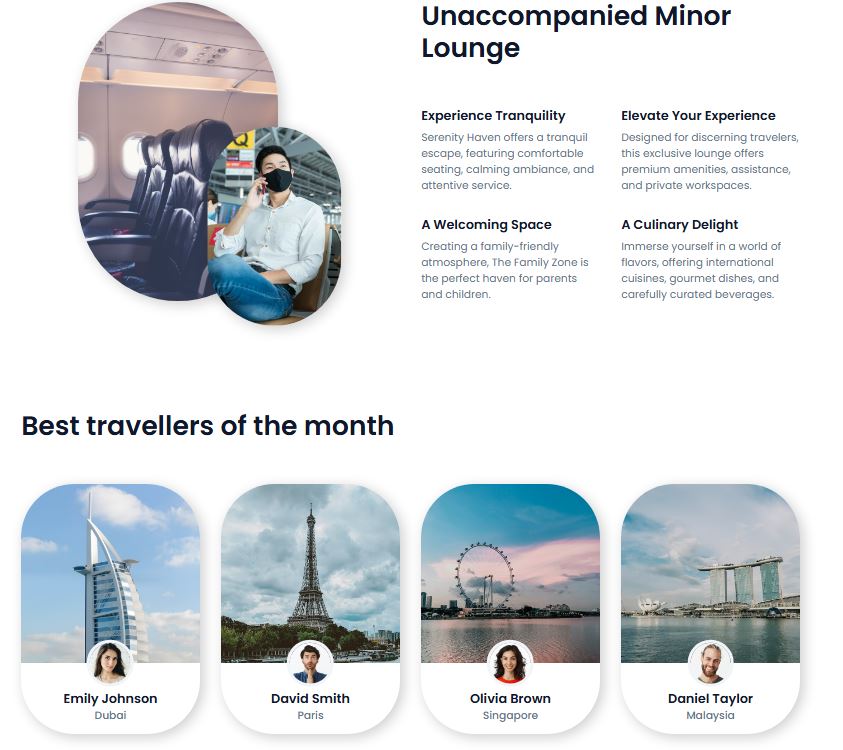 Unaccompanied Minor
Lounge
Experience Tranquility
Serenity Haven offers a tranquil
escape, featuring comfortable
seating, calming ambiance, and
attentive service.
Elevate Your Experience
Designed for discerning travelers,
this exclusive lounge offers
premium amenities, assistance,
and private workspaces.
A Welcoming Space
Creating a family-friendly
atmosphere, The Family Zone is
the perfect haven for parents
and children.
A Culinary Delight
Immerse yourself in a world of
flavors, offering international
cuisines, gourmet dishes, and
carefully curated beverages.
Best travellers of the month
Emily Johnson
Dubai
David Smith
Paris
Olivia Brown
Singapore
Daniel Taylor
Malaysia